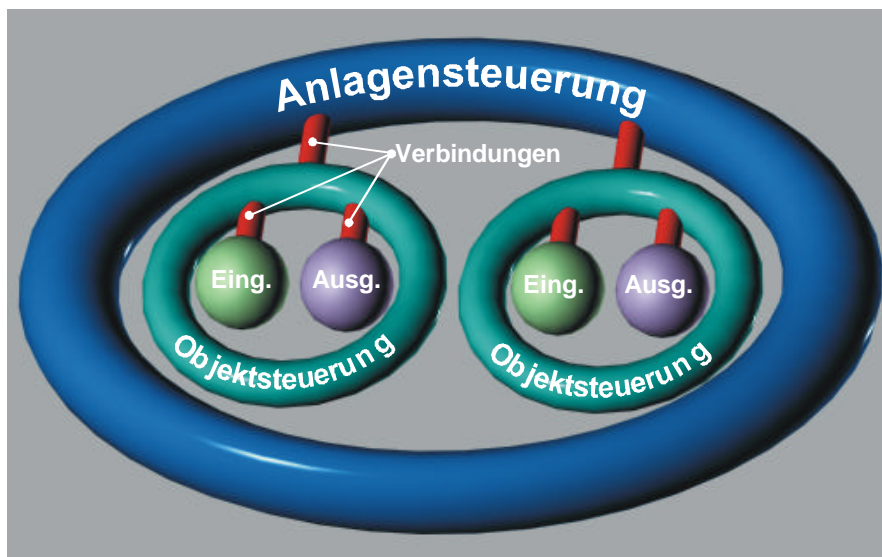 Anlagensteuerung
Verbindungen
Eing.
Ausg.
Eing.
Ausg.
Objektsteuerung
Objektsteuerung